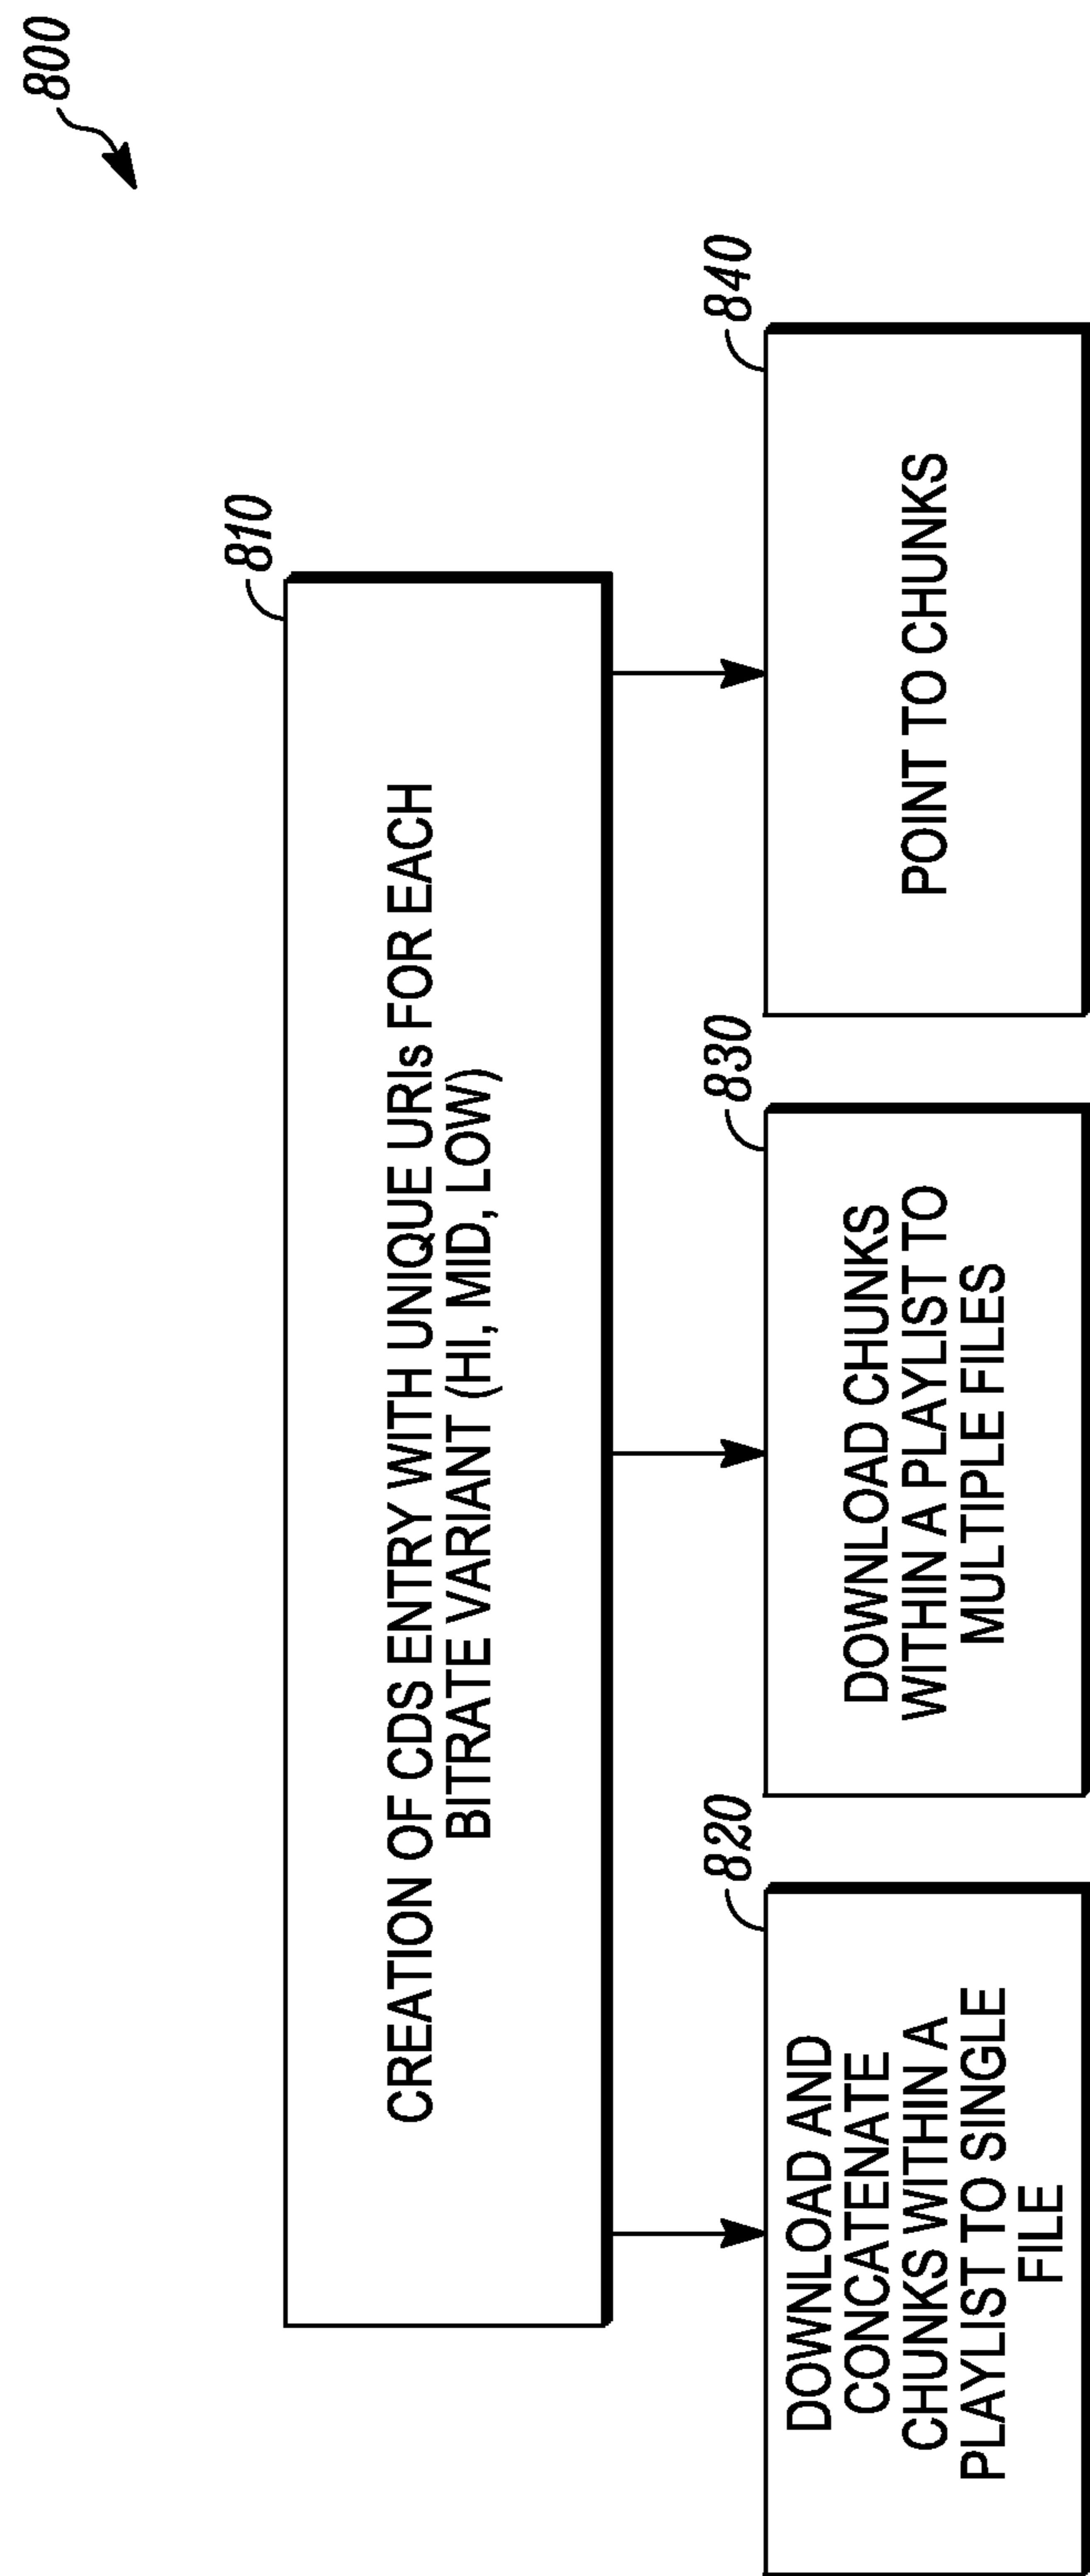 800
810
CREATION OF CDS ENTRY WITH UNIQUE URIs FOR EACH
BITRATE VARIANT (HI, MID, LOW)
820
DOWNLOAD AND
CONCATENATE
CHUNKS WITHIN A
PLAYLIST TO SINGLE
FILE
830
DOWNLOAD CHUNKS
WITHIN A PLAYLIST TO
MULTIPLE FILES
840
POINT TO CHUNKS